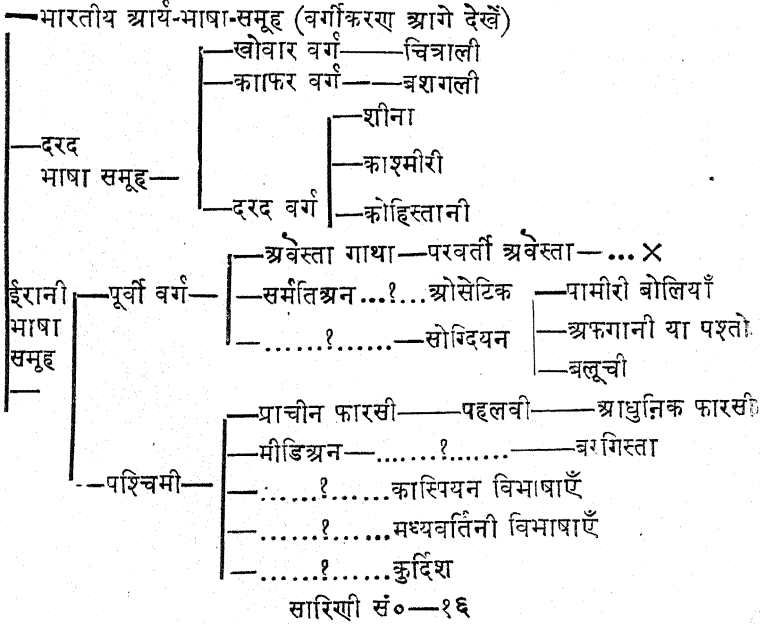 —भारतीय आर्य-भाषा-समूह (वर्गीकरण आगे देखें)
—खोवार वर्ग——चित्राली
—काफिर वर्ग——बशगली
—शीना
—दरद
भाषा समूह—
—काश्मीरी
—दरद वर्ग
—कोहिस्तानी
—अवेस्ता गाथा—परवर्ती अवेस्ता—...×
ईरानी
भाषा
समूह
—पूर्वी वर्ग—
—सर्मतिअन...?...ओसेटिक
—पामीरी बोलियाँ
—......?......—सोग्दियन
—अफगानी या पश्तो
—बलूची
—प्राचीन फारसी——पहलवी——आधुनिक फारसी
—मीडिअन—.......?.......——बरगिस्ता
—पश्चिमी—
—......?......कास्पियन विभाषाएँ
—......?......मध्यवर्तिनी विभाषाएँ
—......?......कुर्दिश
सारिणी सं०—१६